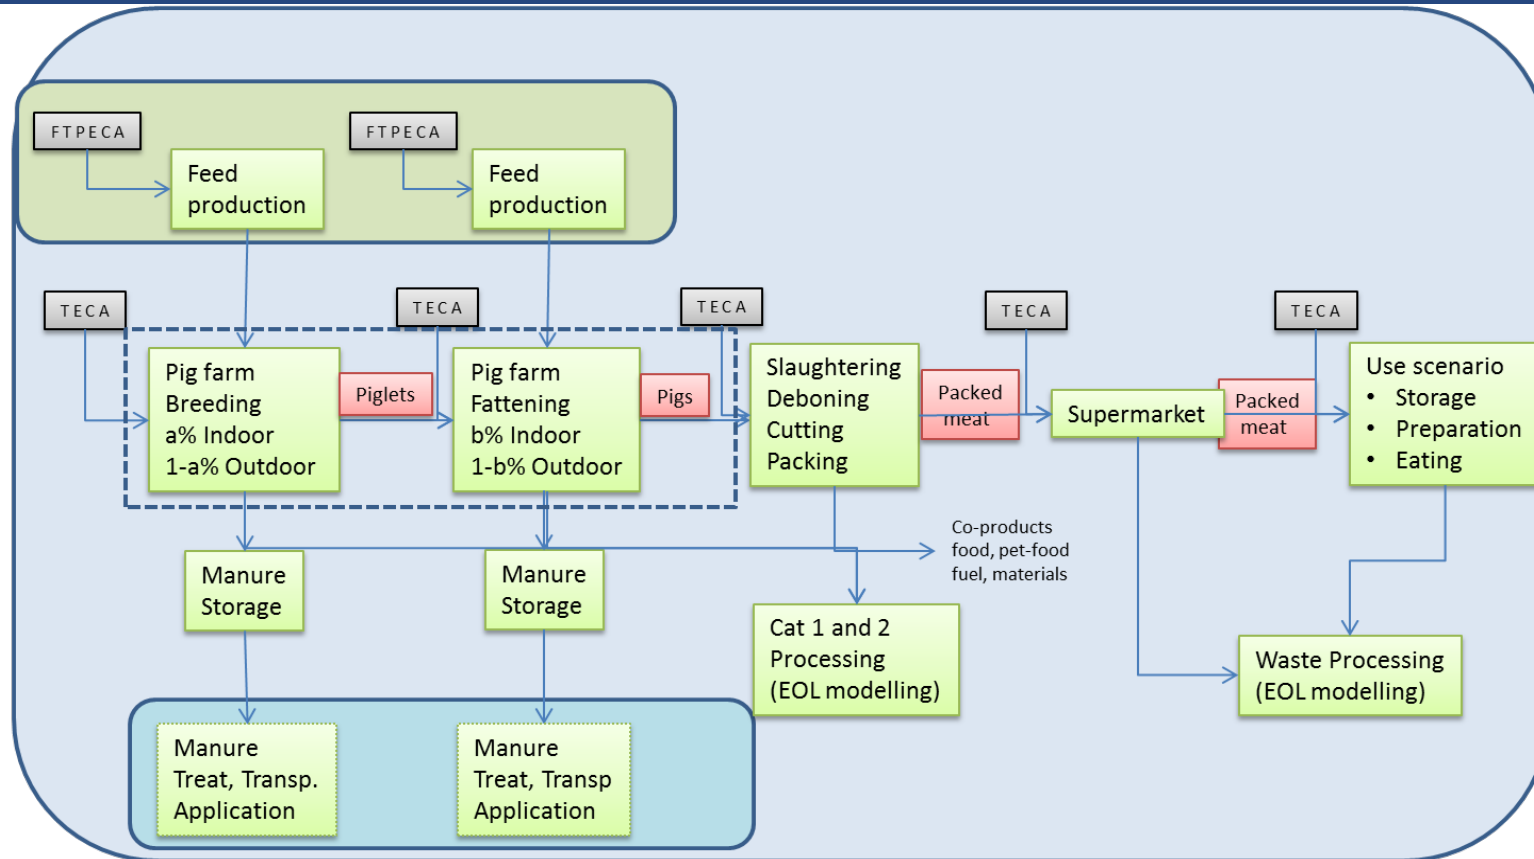 FTPECA
FTPECA
Feed
production
Feed
production
TECA
TECA
TECA
TECA
TECA
Pig farm
Breeding
a% Indoor
1-a% Outdoor
Piglets
Pig farm
Fattening
b% Indoor
1-b% Outdoor
Pigs
Slaughtering
Deboning
Cutting
Packing
Packed
meat
Supermarket
Packed
meat
Use scenario
• Storage
• Preparation
• Eating
Co-products
food, pet-food
fuel, materials
Manure
Storage
Manure
Storage
Cat 1 and 2
Processing
(EOL modelling)
Waste Processing
(EOL modelling)
Manure
Treat, Transp.
Application
Manure
Treat, Transp
Application